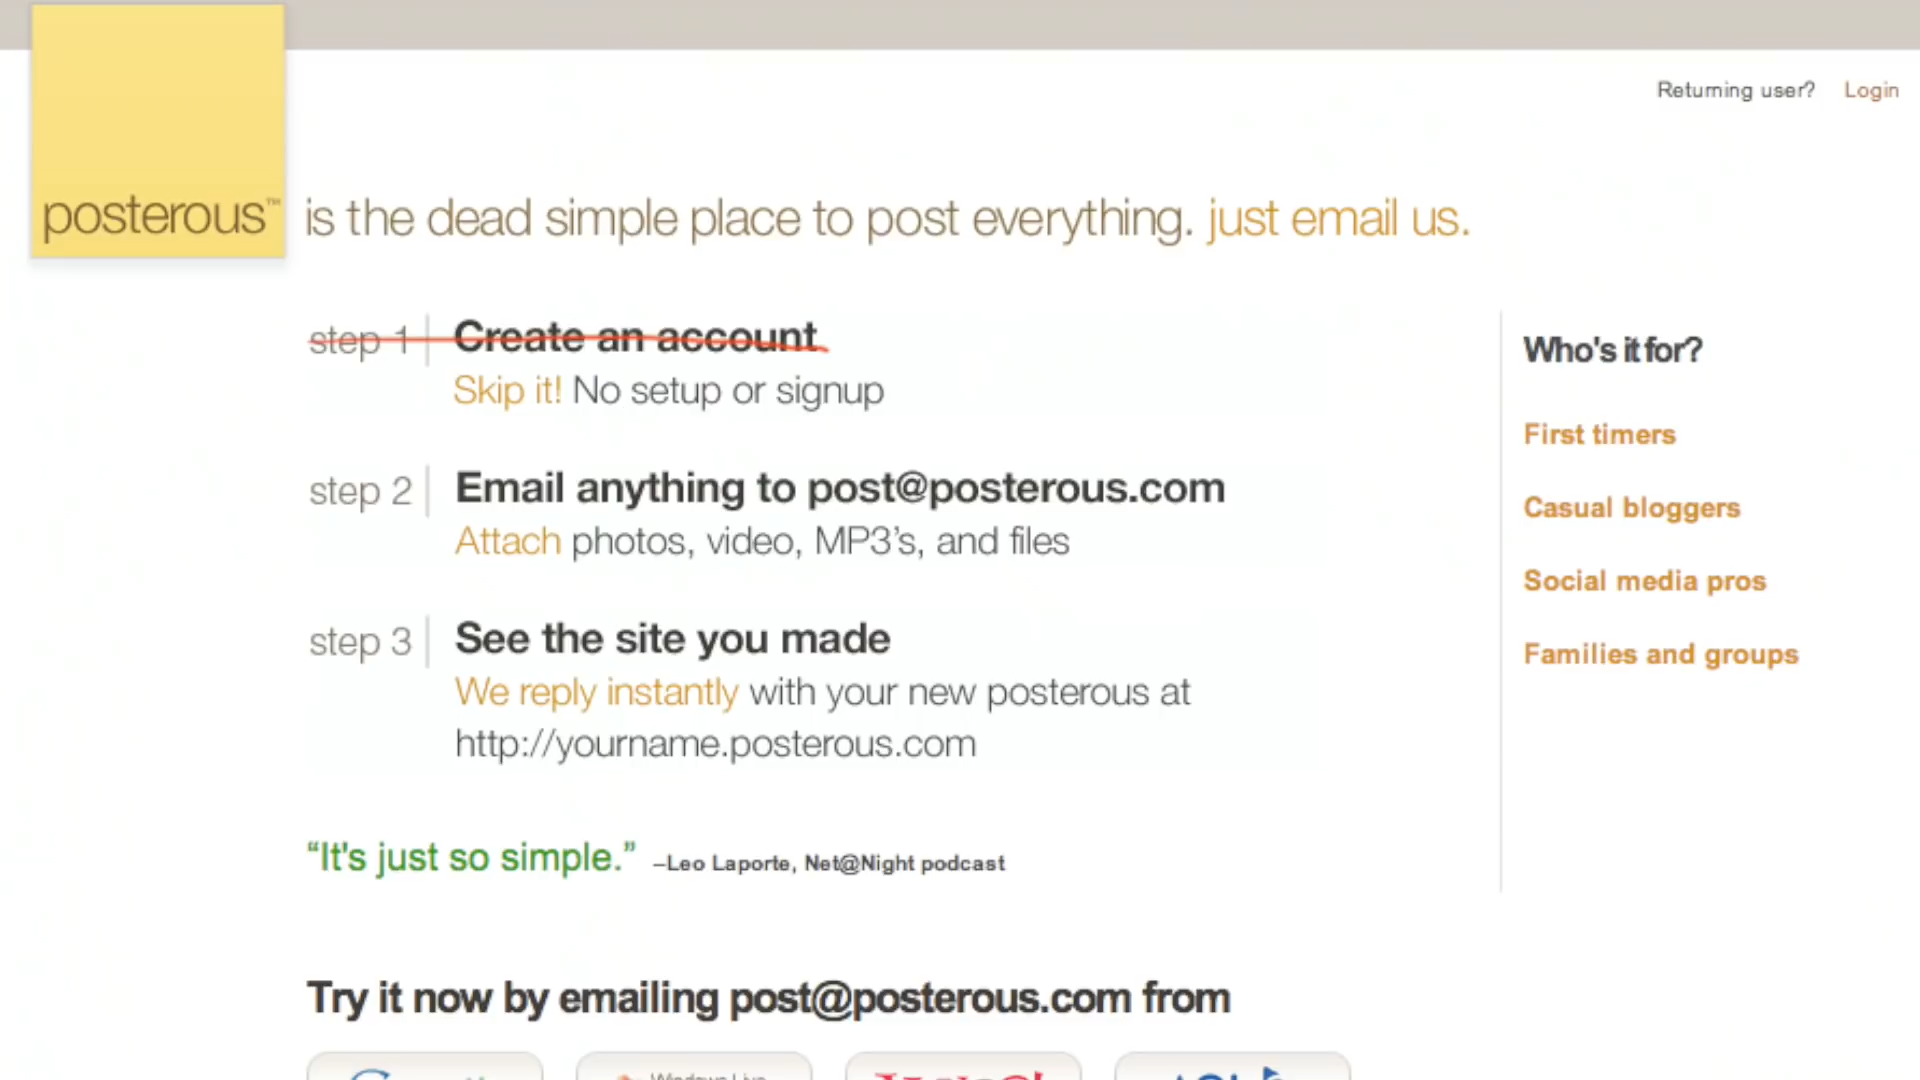 Returning user? Login
posterous™ is the dead simple place to post everything. just email us.
step 1 Create an account
Skip it! No setup or signup
step 2 Email anything to post@posterous.com
Attach photos, video, MP3's, and files
step 3 See the site you made
We reply instantly with your new posterous at
http://yourname.posterous.com
“It's just so simple.” –Leo Laporte, Net@Night podcast
Who's it for?
First timers
Casual bloggers
Social media pros
Families and groups
Try it now by emailing post@posterous.com from